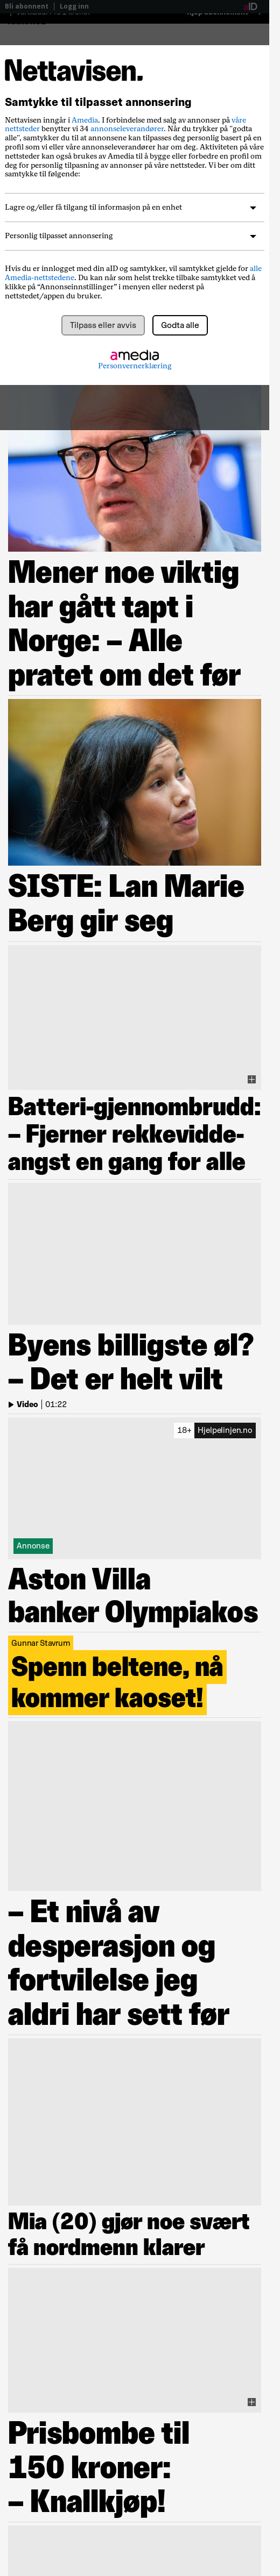 Bli abonnent | Logg inn
aID
Nettavisen.
Samtykke til tilpasset annonsering
Nettavisen inngår i Amedia. I forbindelse med salg av annonser på våre
nettsteder benytter vi 34 annonseleverandører. Når du trykker på "godta
alle", samtykker du til at annonsene kan tilpasses deg personlig basert på en
profil som vi eller våre annonseleverandører har om deg. Aktiviteten på våre
nettsteder kan også brukes av Amedia til å bygge eller forbedre en profil om
deg for personlig tilpasning av annonser på våre nettsteder. Vi ber om ditt
samtykke til følgende:
Lagre og/eller få tilgang til informasjon på en enhet
Personlig tilpasset annonsering
Hvis du er innlogget med din aID og samtykker, vil samtykket gjelde for alle
Amedia-nettstedene. Du kan når som helst trekke tilbake samtykket ved å
klikke på “Annonseinnstillinger” i menyen eller nederst på
nettstedet/appen du bruker.
Tilpass eller avvis
Godta alle
amedia
Personvernerklæring
Mener noe viktig
har gått tapt i
Norge: – Alle
pratet om det før
SISTE: Lan Marie
Berg gir seg
Batteri-gjennombrudd:
– Fjerner rekkevidde-
angst en gang for alle
Byens billigste øl?
– Det er helt vilt
Video | 01:22
18+ Hjelpelinjen.no
Annonse
Aston Villa
banker Olympiakos
Gunnar Stavrum
Spenn beltene, nå
kommer kaoset!
– Et nivå av
desperasjon og
fortvilelse jeg
aldri har sett før
Mia (20) gjør noe svært
få nordmenn klarer
Prisbombe til
150 kroner:
– Knallkjøp!